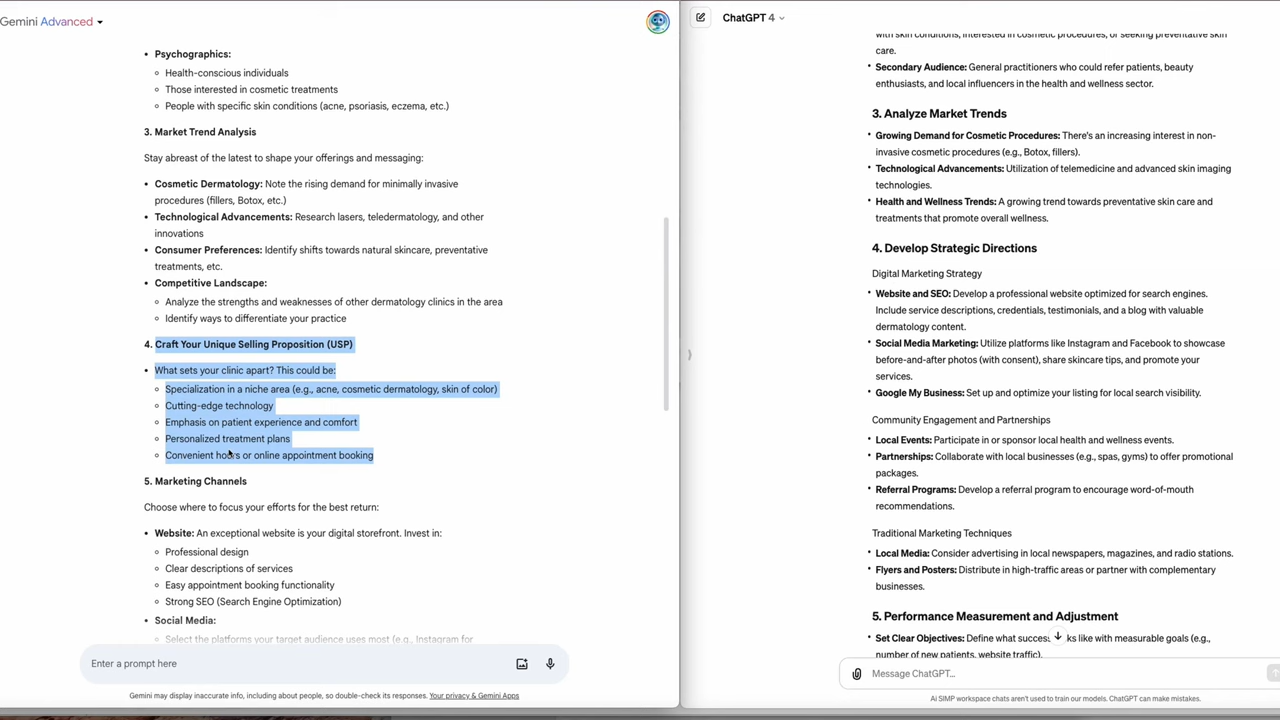 Gemini Advanced
• Psychographics:
◦ Health-conscious individuals
◦ Those interested in cosmetic treatments
◦ People with specific skin conditions (acne, psoriasis, eczema, etc.)
3. Market Trend Analysis
Stay abreast of the latest to shape your offerings and messaging:
• Cosmetic Dermatology: Note the rising demand for minimally invasive
procedures (fillers, Botox, etc.)
• Technological Advancements: Research lasers, teledermatology, and other
innovations
• Consumer Preferences: Identify shifts towards natural skincare, preventative
treatments, etc.
• Competitive Landscape:
◦ Analyze the strengths and weaknesses of other dermatology clinics in the area
◦ Identify ways to differentiate your practice
4. Craft Your Unique Selling Proposition (USP)
• What sets your clinic apart? This could be:
◦ Specialization in a niche area (e.g., acne, cosmetic dermatology, skin of color)
◦ Cutting-edge technology
◦ Emphasis on patient experience and comfort
◦ Personalized treatment plans
◦ Convenient hours or online appointment booking
5. Marketing Channels
Choose where to focus your efforts for the best return:
• Website: An exceptional website is your digital storefront. Invest in:
◦ Professional design
◦ Clear descriptions of services
◦ Easy appointment booking functionality
◦ Strong SEO (Search Engine Optimization)
• Social Media:
◦ Select the platforms your target audience uses most (e.g., Instagram for
Enter a prompt here
Gemini may display inaccurate info, including about people, so double-check its responses. Your privacy & Gemini Apps
ChatGPT 4
with skin conditions, interested in cosmetic procedures, or seeking preventative skin
care.
• Secondary Audience: General practitioners who could refer patients, beauty
enthusiasts, and local influencers in the health and wellness sector.
3. Analyze Market Trends
• Growing Demand for Cosmetic Procedures: There's an increasing interest in non-
invasive cosmetic procedures (e.g., Botox, fillers).
• Technological Advancements: Utilization of telemedicine and advanced skin imaging
technologies.
• Health and Wellness Trends: A growing trend towards preventative skin care and
treatments that promote overall wellness.
4. Develop Strategic Directions
Digital Marketing Strategy
• Website and SEO: Develop a professional website optimized for search engines.
Include service descriptions, credentials, testimonials, and a blog with valuable
dermatology content.
• Social Media Marketing: Utilize platforms like Instagram and Facebook to showcase
before-and-after photos (with consent), share skincare tips, and promote your
services.
• Google My Business: Set up and optimize your listing for local search visibility.
Community Engagement and Partnerships
• Local Events: Participate in or sponsor local health and wellness events.
• Partnerships: Collaborate with local businesses (e.g., spas, gyms) to offer promotional
packages.
• Referral Programs: Develop a referral program to encourage word-of-mouth
recommendations.
Traditional Marketing Techniques
• Local Media: Consider advertising in local newspapers, magazines, and radio stations.
• Flyers and Posters: Distribute in high-traffic areas or partner with complementary
businesses.
5. Performance Measurement and Adjustment
• Set Clear Objectives: Define what success ks like with measurable goals (e.g.,
number of new patients, website traffic).
Message ChatGPT...
AI SIMP workspace chats aren't used to train our models. ChatGPT can make mistakes.